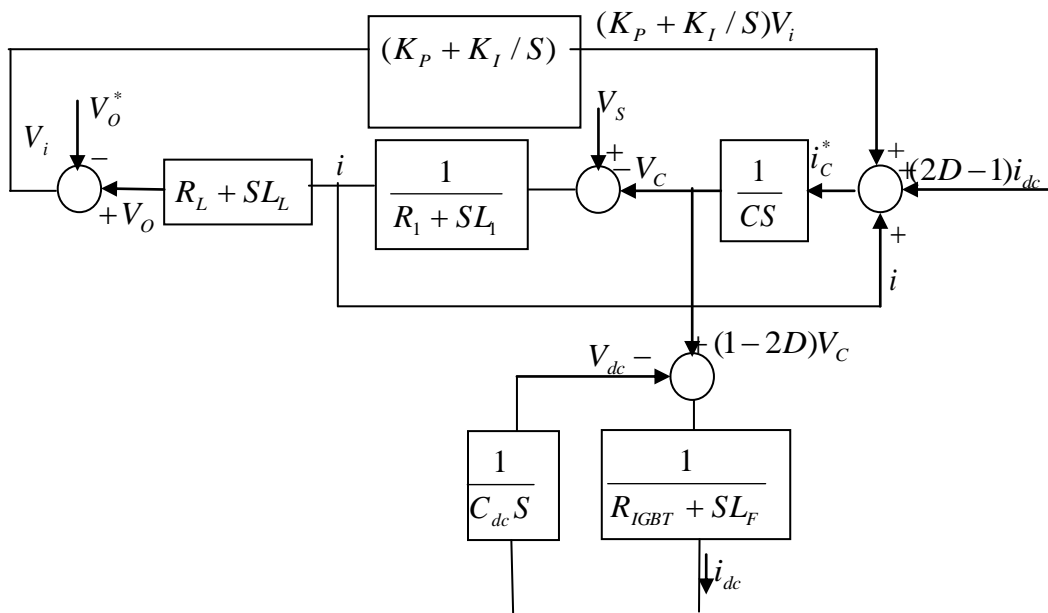 (K_P + K_I / S)
(K_P + K_I / S)V_i
V_O^*
V_i
−
+ V_O
R_L + SL_L
i
1
R_1 + SL_1
V_S
+
− V_C
i_C^*
1
CS
+
+
(2D − 1)i_dc
+
i
+ (1 − 2D)V_C
V_dc −
1
C_dc S
1
R_IGBT + SL_F
i_dc